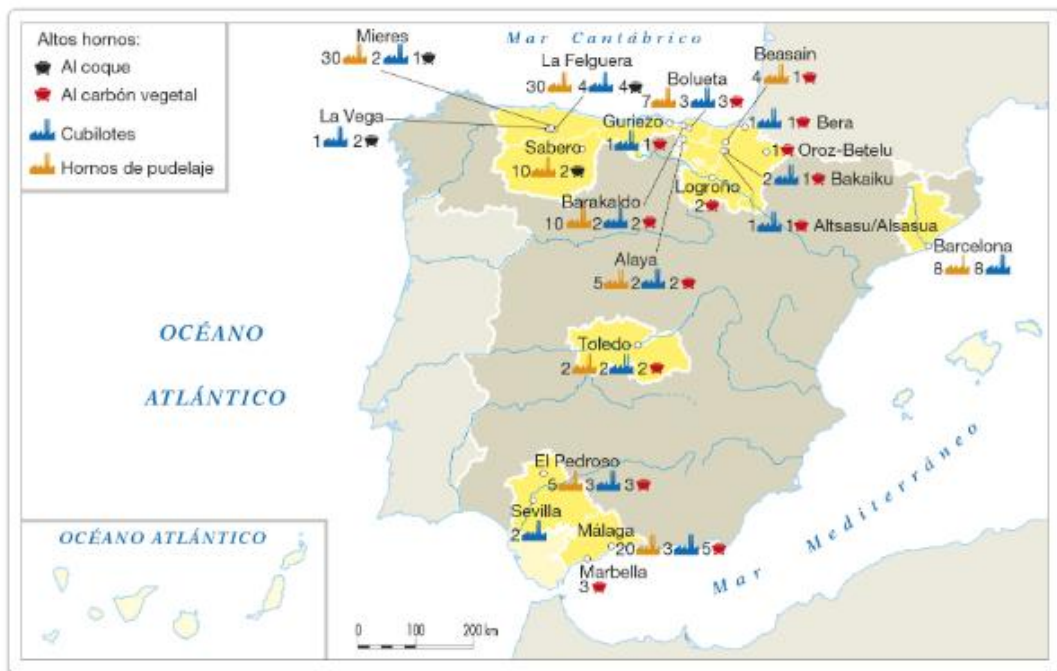 Altos hornos:
Al coque
Al carbón vegetal
Cubilotes
Hornos de pudelaje
Mar Cantábrico
Mieres
30 2 1
La Felguera
30 4 4
Beasain
4 1
Bolueta
7 3 3
La Vega
1 2
Guriezo
1 1
1 1 Bera
Sabero
10 2
1 Oroz-Betelu
2 1 Bakaiku
Logroño
2
Barakaldo
10 2 2
1 1 Altsasu/Alsasua
Barcelona
8 8
Alaya
5 2 2
OCÉANO
ATLÁNTICO
Toledo
2 2 2
El Pedroso
5 3 3
Sevilla
2
Málaga
20 3 5
Marbella
3
Mar Mediterráneo
OCÉANO ATLÁNTICO
0 100 200 km